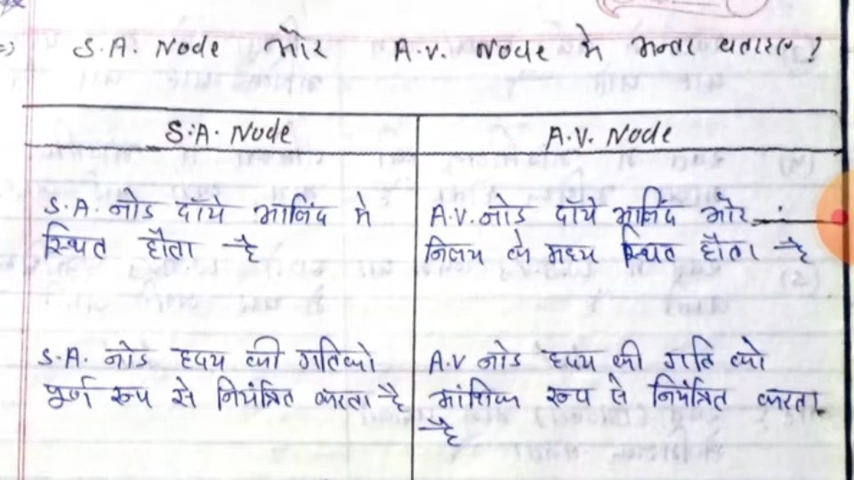 S.A. Node और A.V. Node मे अन्तर बताइए ?
S.A. Node
A.V. Node
S.A. नोड दाँये आलिंद मे
स्थित होता है
A.V. नोड दाँये आलिंद और
निलय के मध्य स्थित होता है
S.A. नोड हृदय की गति को
पूर्ण रूप से नियंत्रित करता है
A.V नोड हृदय की गति को
आंशिक रूप से नियंत्रित करता
है